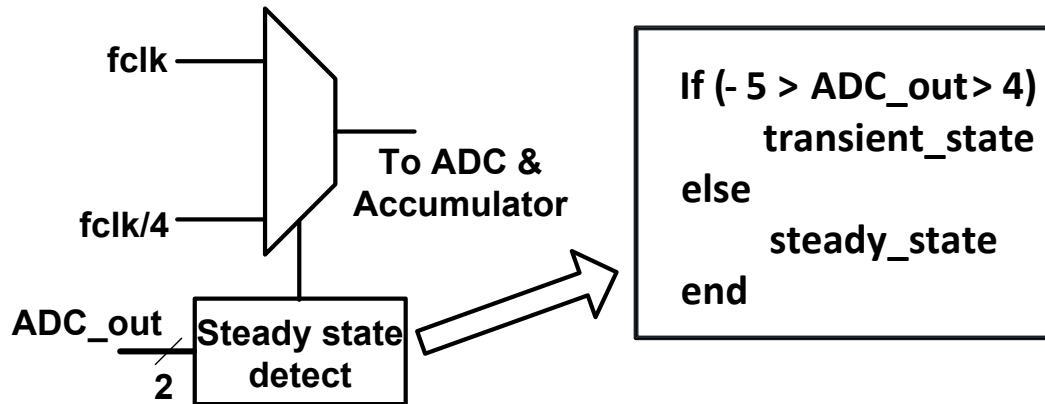 fclk
To ADC &
Accumulator
fclk/4
ADC_out
2
Steady state
detect
If (- 5 > ADC_out> 4)
transient_state
else
steady_state
end